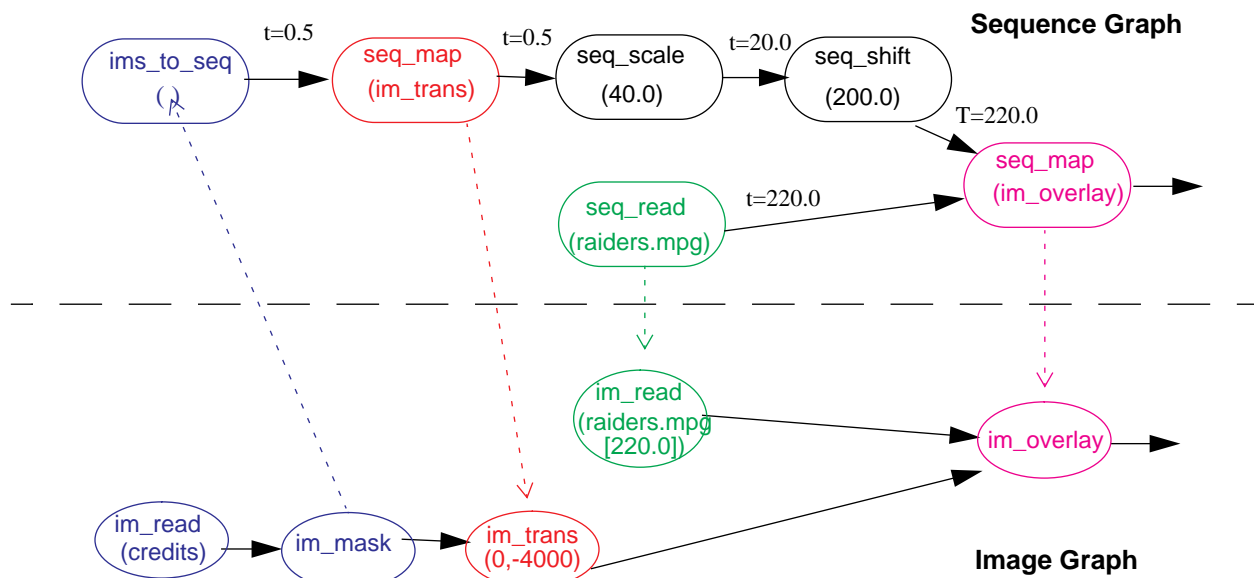 Sequence Graph
t=0.5
t=0.5
t=20.0
ims_to_seq
( )
seq_map
(im_trans)
seq_scale
(40.0)
seq_shift
(200.0)
T=220.0
seq_map
(im_overlay)
seq_read
(raiders.mpg)
t=220.0
im_read
(raiders.mpg
[220.0])
im_overlay
im_read
(credits)
im_mask
im_trans
(0,-4000)
Image Graph